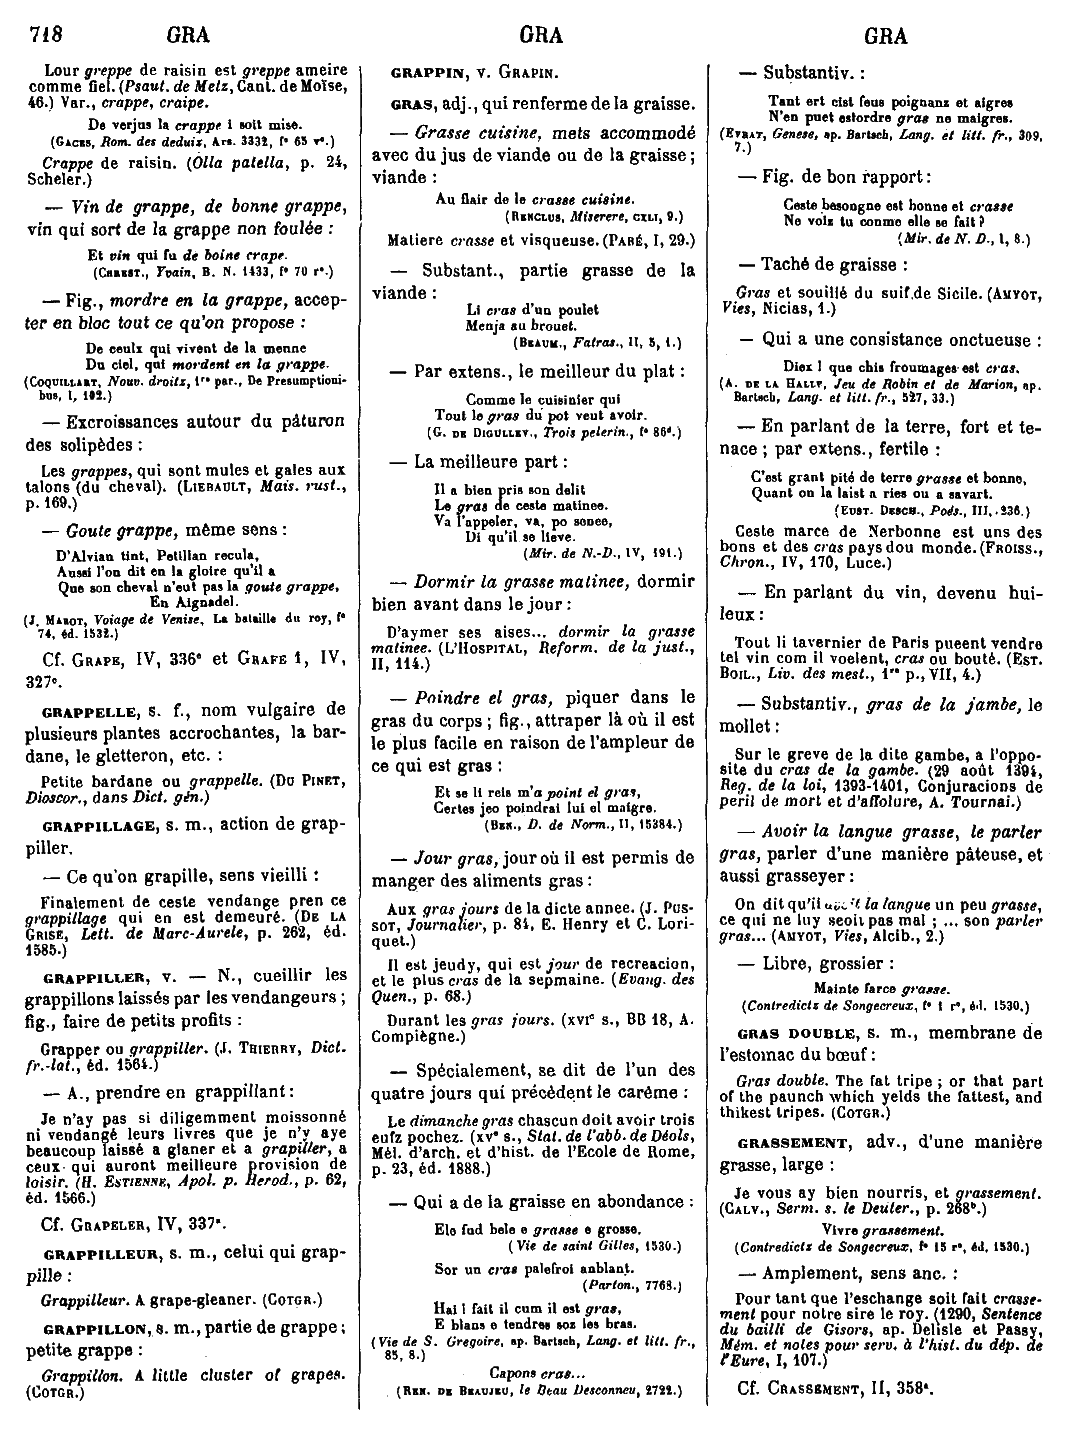 718 GRA GRA GRA
Lour greppe de raisin est greppe ameire
comme fiel. (Psaut. de Metz, Cant. de Moïse,
46.) Var., crappe, craipe.
De verjus la crappe i soit mise.
(GACES, Rom. des deduiz, Ars. 3332, f° 65 v°.)
Crappe de raisin. (Olla patella, p. 24,
Scheler.)
— Vin de grappe, de bonne grappe,
vin qui sort de la grappe non foulée :
Et vin qui fu de boine crape.
(CHREST., Yvain, B. N. 1433, f° 70 r°.)
— Fig., mordre en la grappe, accep-
ter en bloc tout ce qu'on propose :
De ceulx qui vivent de la menne
Du ciel, qui mordent en la grappe.
(COQUILLART, Nouv. droitz, 1re par., De Presumptioni-
bus, I, 102.)
— Excroissances autour du pâturon
des solipèdes :
Les grappes, qui sont mules et gales aux
talons (du cheval). (LIEBAULT, Mais. rust.,
p. 169.)
— Goute grappe, même sens :
D'Alvian tint, Petillan recula,
Aussi l'on dit en la gloire qu'il a
Que son cheval n'eut pas la goute grappe,
En Aignadel.
(J. MAROT, Voiage de Venise, La bataille du roy, f°
74, éd. 1532.)
Cf. GRAPE, IV, 336a et GRAFE 1, IV,
327c.
GRAPPELLE, s. f., nom vulgaire de
plusieurs plantes accrochantes, la bar-
dane, le gletteron, etc. :
Petite bardane ou grappelle. (DU PINET,
Dioscor., dans Dict. gén.)
GRAPPILLAGE, s. m., action de grap-
piller.
— Ce qu'on grapille, sens vieilli :
Finalement de ceste vendange pren ce
grappillage qui en est demeuré. (DE LA
GRISE, Lett. de Marc-Aurele, p. 262, éd.
1585.)
GRAPPILLER, v. — N., cueillir les
grappillons laissés par les vendangeurs ;
fig., faire de petits profits :
Grapper ou grappiller. (J. THIERRY, Dict.
fr.-lat., éd. 1564.)
— A., prendre en grappillant :
Je n'ay pas si diligemment moissonné
ni vendangé leurs livres que je n'y aye
beaucoup laissé a glaner et a grapiller, a
ceux qui auront meilleure provision de
loisir. (H. ESTIENNE, Apol. p. Herod., p. 62,
éd. 1566.)
Cf. GRAPELER, IV, 337a.
GRAPPILLEUR, s. m., celui qui grap-
pille :
Grappilleur. A grape-gleaner. (COTGR.)
GRAPPILLON, s. m., partie de grappe ;
petite grappe :
Grappillon. A little cluster of grapes.
(COTGR.)
GRAPPIN, v. GRAPIN.
GRAS, adj., qui renferme de la graisse.
— Grasse cuisine, mets accommodé
avec du jus de viande ou de la graisse ;
viande :
Au flair de le crasse cuisine.
(RENCLUS, Miserere, CXLI, 9.)
Matiere crasse et visqueuse. (PARÉ, I, 29.)
— Substant., partie grasse de la
viande :
Li cras d'un poulet
Menja au brouet.
(BEAUM., Fatras., II, 5, 1.)
— Par extens., le meilleur du plat :
Comme le cuisinier qui
Tout le gras du pot veut avoir.
(G. DE DIGULLEV., Trois pelerin., f° 86d.)
— La meilleure part :
Il a bien pris son delit
Le gras de ceste matinee.
Va l'appeler, va, po senee,
Di qu'il se lieve.
(Mir. de N.-D., IV, 191.)
— Dormir la grasse matinee, dormir
bien avant dans le jour :
D'aymer ses aises... dormir la grasse
matinee. (L'HOSPITAL, Reform. de la just.,
II, 114.)
— Poindre el gras, piquer dans le
gras du corps ; fig., attraper là où il est
le plus facile en raison de l'ampleur de
ce qui est gras :
Et se li reis m'a point el gras,
Certes jeo poindrai lui el maigre.
(BEN., D. de Norm., II, 15384.)
— Jour gras, jour où il est permis de
manger des aliments gras :
Aux gras jours de la dicte annee. (J. PUS-
SOT, Journalier, p. 84, E. Henry et C. Lori-
quet.)
Il est jeudy, qui est jour de recreacion,
et le plus cras de la sepmaine. (Evang. des
Quen., p. 68.)
Durant les gras jours. (XVIe s., BB 18, A.
Compiègne.)
— Spécialement, se dit de l'un des
quatre jours qui précèdent le carême :
Le dimanche gras chascun doit avoir trois
eufz pochez. (XVe s., Stat. de l'abb. de Déols,
Mél. d'arch. et d'hist. de l'Ecole de Rome,
p. 23, éd. 1888.)
— Qui a de la graisse en abondance :
Ele fud bele e grasse e grosse.
(Vie de saint Gilles, 1530.)
Sor un cras palefroi anblant.
(Parton., 7768.)
Hai ! fait il cum il est gras,
E blans e tendres soz les bras.
(Vie de S. Gregoire, ap. Bartsch, Lang. et litt. fr.,
85, 8.)
Capons cras...
(REN. DE BEAUJEU, le Beau Desconneu, 2722.)
— Substantiv. :
Tant ert cist feus poignanz et aigres
N'en puet estordre gras ne maigres.
(EVRAT, Genese, ap. Bartsch, Lang. et litt. fr., 309,
7.)
— Fig. de bon rapport :
Ceste besongne est bonne et crasse
Ne voiz tu comme elle se fait ?
(Mir. de N. D., I, 8.)
— Taché de graisse :
Gras et souillé du suif de Sicile. (AMYOT,
Vies, Nicias, 1.)
— Qui a une consistance onctueuse :
Diex ! que chis froumages est cras.
(A. DE LA HALLE, Jeu de Robin et de Marion, ap.
Bartsch, Lang. et litt. fr., 527, 33.)
— En parlant de la terre, fort et te-
nace ; par extens., fertile :
C'est grant pité de terre grasse et bonne,
Quant on la laist a ries ou a savart.
(EUST. DESCH., Poés., III, 236.)
Ceste marce de Nerbonne est uns des
bons et des cras pays dou monde. (FROISS.,
Chron., IV, 170, Luce.)
— En parlant du vin, devenu hui-
leux :
Tout li tavernier de Paris pueent vendre
tel vin com il voelent, cras ou bouté. (EST.
BOIL., Liv. des mest., 1re p., VII, 4.)
— Substantiv., gras de la jambe, le
mollet :
Sur le greve de la dite gambe, a l'oppo-
site du cras de la gambe. (29 août 1394,
Reg. de la loi, 1393-1401, Conjuracions de
peril de mort et d'affolure, A. Tournai.)
— Avoir la langue grasse, le parler
gras, parler d'une manière pâteuse, et
aussi grasseyer :
On dit qu'il la langue un peu grasse,
ce qui ne luy seoit pas mal ; ... son parler
gras... (AMYOT, Vies, Alcib., 2.)
— Libre, grossier :
Mainte farce grasse.
(Contredictz de Songecreux, f° 1 r°, éd. 1530.)
GRAS DOUBLE, s. m., membrane de
l'estomac du bœuf :
Gras double. The fat tripe ; or that part
of the paunch which yelds the fattest, and
thikest tripes. (COTGR.)
GRASSEMENT, adv., d'une manière
grasse, large :
Je vous ay bien nourris, et grassement.
(CALV., Serm. s. le Deuter., p. 268b.)
Vivre grassement.
(Contredictz de Songecreux, f° 15 r°, éd. 1530.)
— Amplement, sens anc. :
Pour tant que l'eschange soit fait crasse-
ment pour notre sire le roy. (1290, Sentence
du bailli de Gisors, ap. Delisle et Passy,
Mém. et notes pour serv. à l'hist. du dép. de
l'Eure, I, 107.)
Cf. CRASSEMENT, II, 358a.